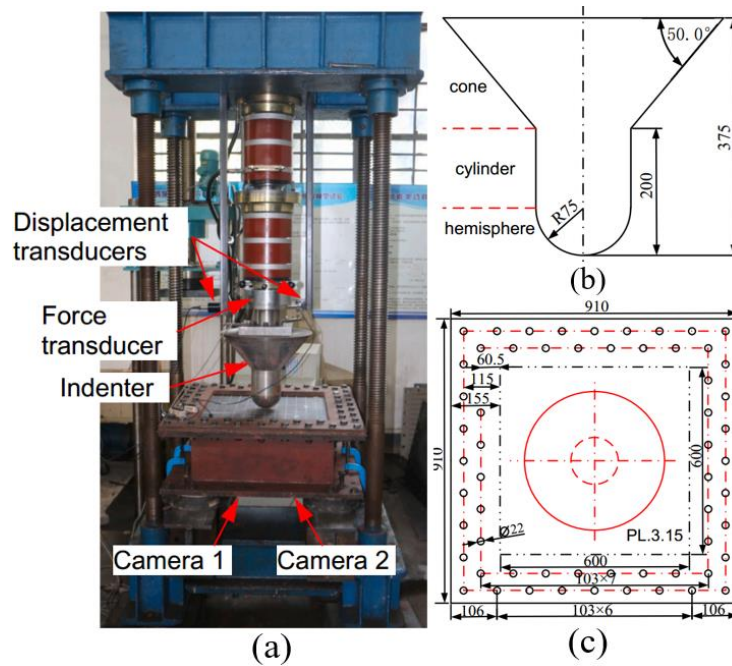 Displacement
transducers
Force
transducer
Indenter
Camera 1
Camera 2
(a)
50.0°
cone
cylinder
hemisphere
R75
200
375
(b)
910
60.5
115
155
910
600
Ø22
PL.3.15
600
103×7
106
103×6
106
(c)